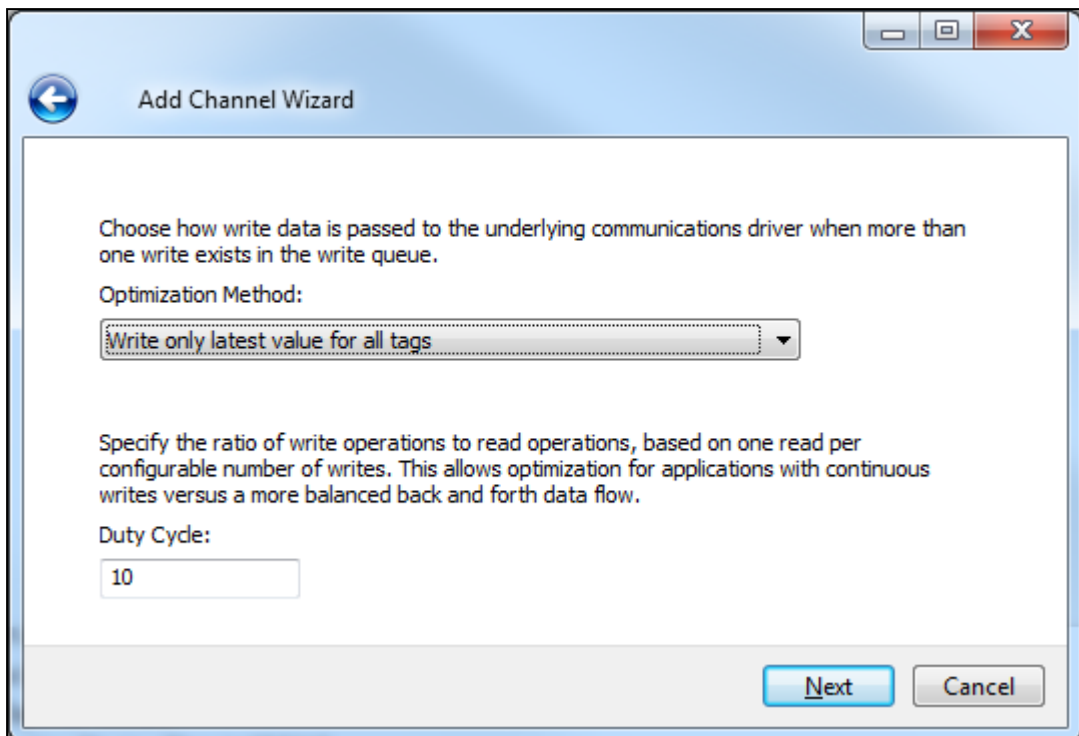 Add Channel Wizard
Choose how write data is passed to the underlying communications driver when more than
one write exists in the write queue.
Optimization Method:
Write only latest value for all tags
Specify the ratio of write operations to read operations, based on one read per
configurable number of writes. This allows optimization for applications with continuous
writes versus a more balanced back and forth data flow.
Duty Cycle:
10
Next Cancel